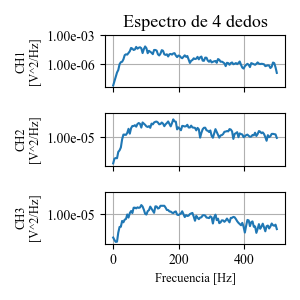 Espectro de 4 dedos
1.00e-03
1.00e-06
CH1
[V^2/Hz]
1.00e-05
CH2
[V^2/Hz]
1.00e-05
CH3
[V^2/Hz]
0 200 400
Frecuencia [Hz]